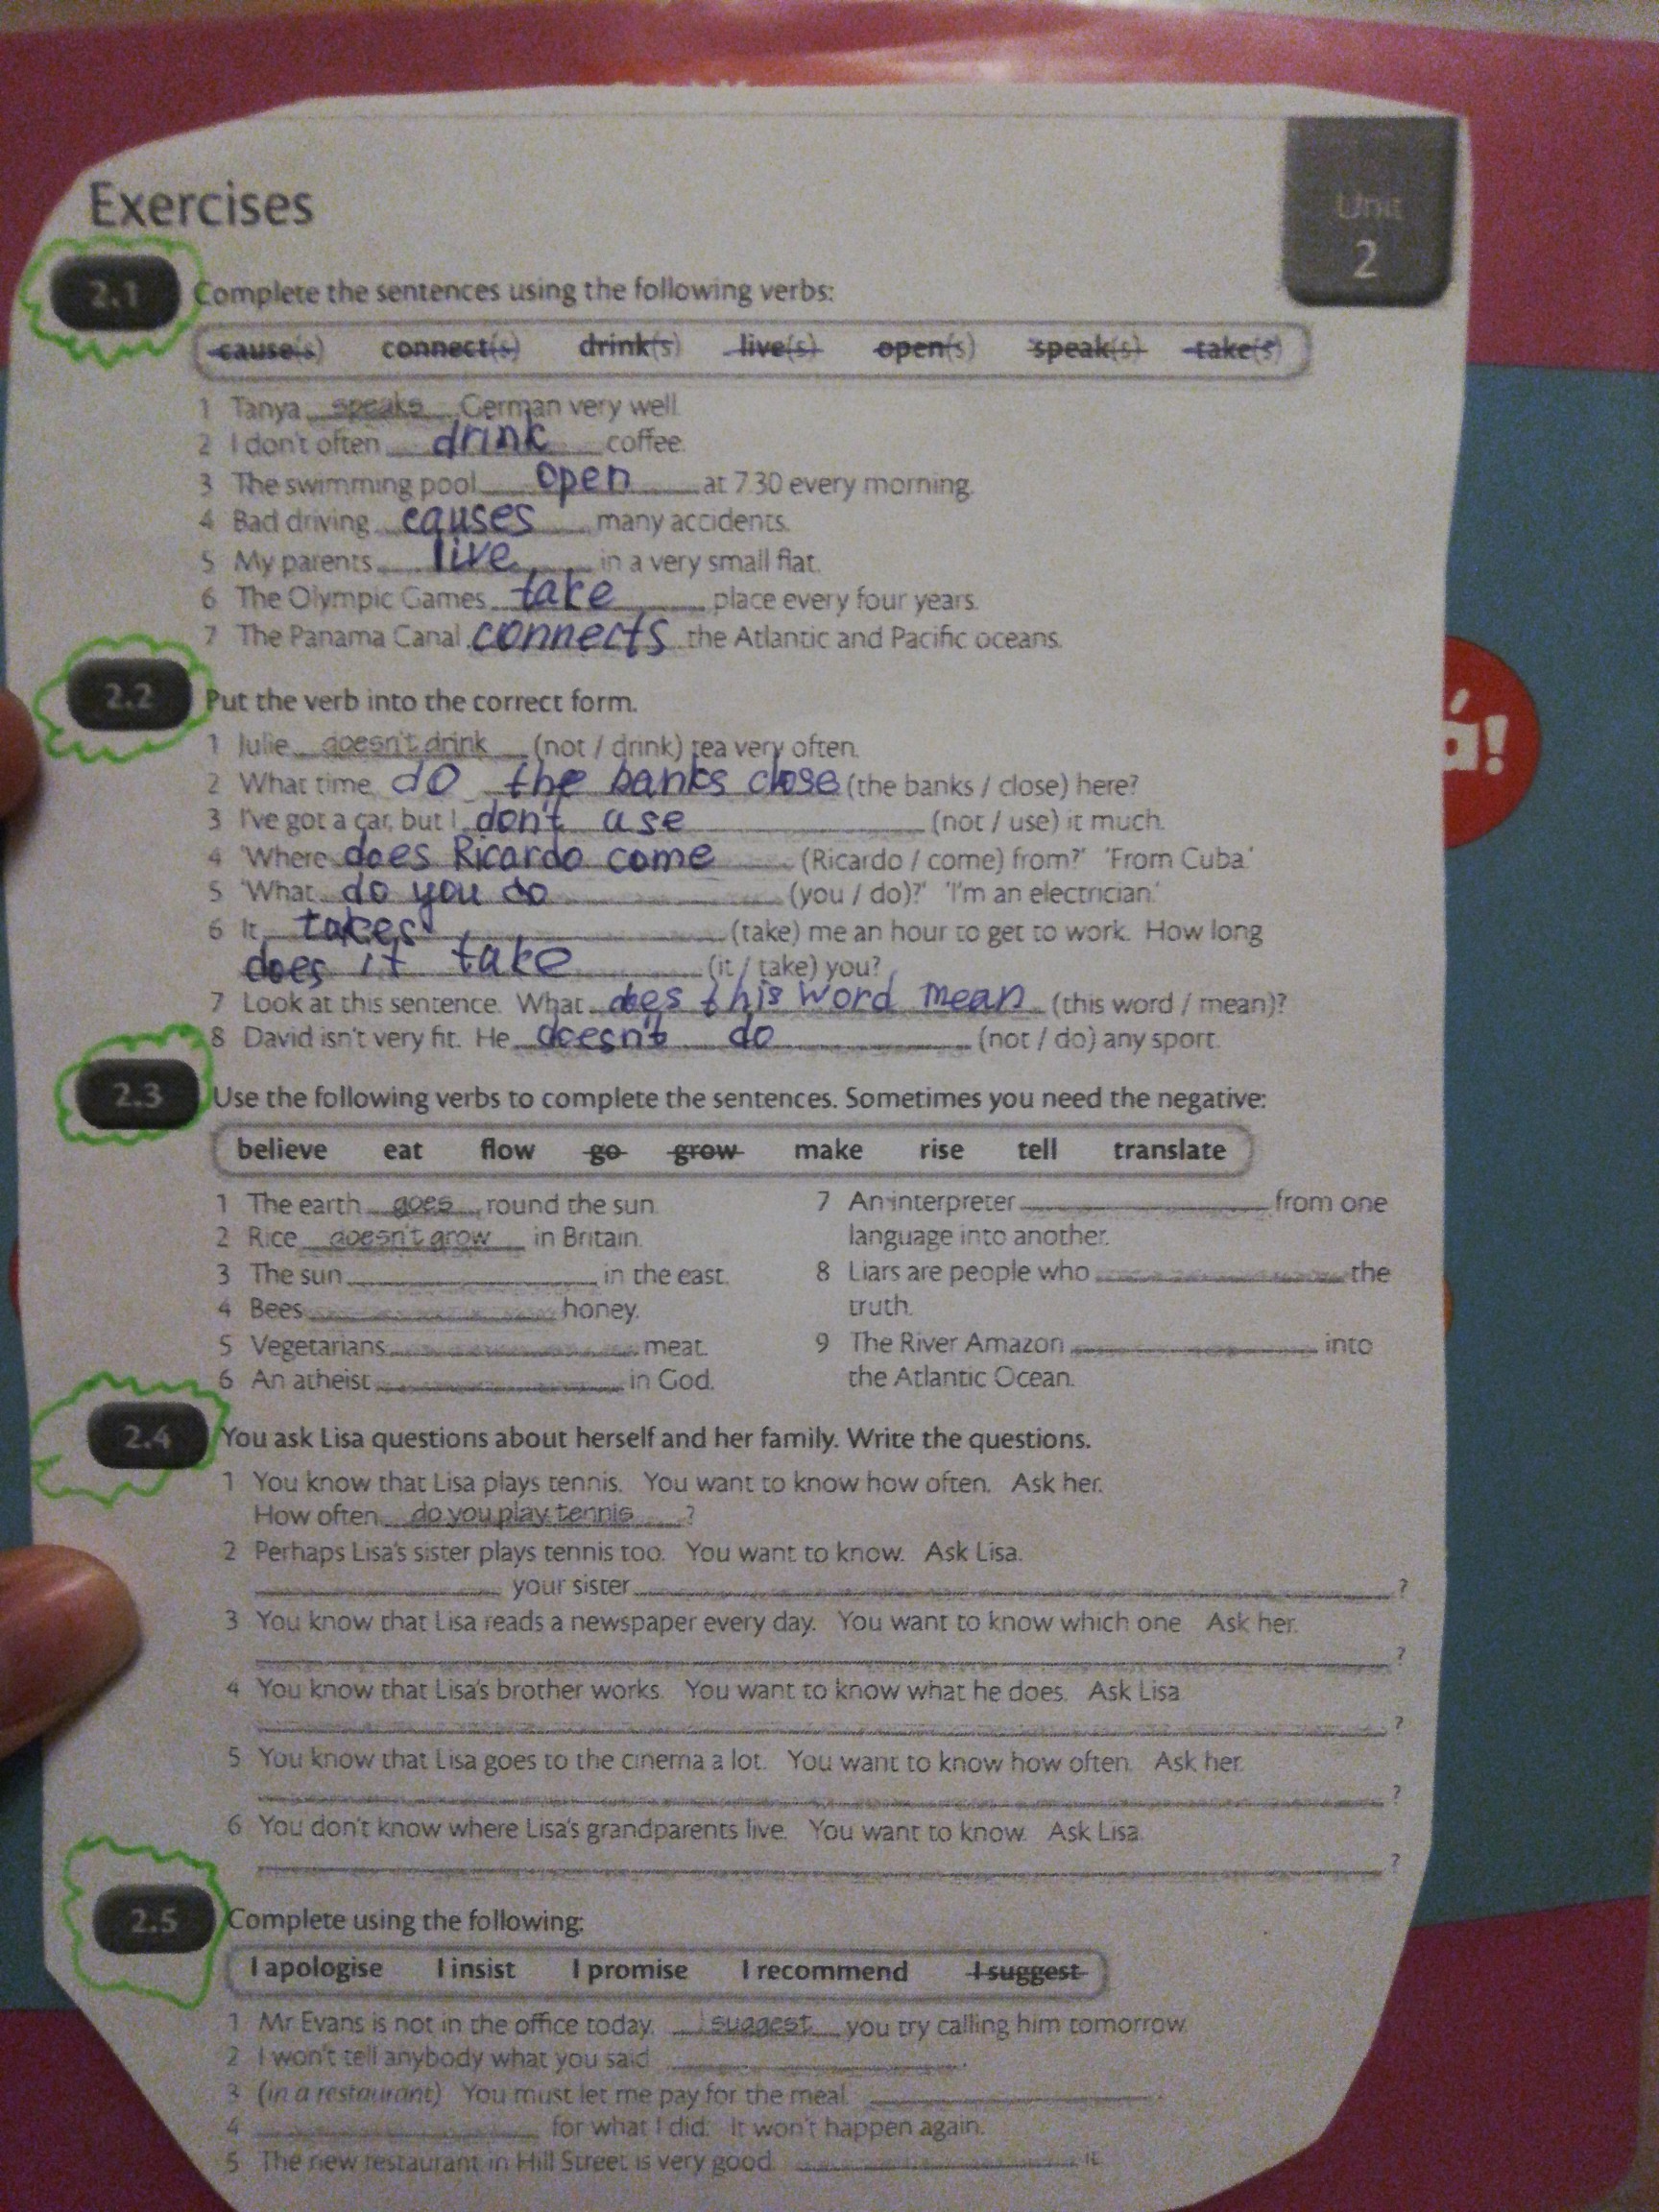 Exercises
Unit
2
2.1 Complete the sentences using the following verbs:
cause(s) connect(s) drink(s) live(s) open(s) speak(s) take(s)
1 Tanya speaks German very well.
2 I don't often drink coffee.
3 The swimming pool open at 7.30 every morning.
4 Bad driving causes many accidents.
5 My parents live in a very small flat.
6 The Olympic Games take place every four years.
7 The Panama Canal connects the Atlantic and Pacific oceans.
2.2 Put the verb into the correct form.
1 Julie doesn't drink (not / drink) tea very often.
2 What time do the banks close (the banks / close) here?
3 I've got a car, but I don't use (not / use) it much.
4 'Where does Ricardo come (Ricardo / come) from?' 'From Cuba.'
5 'What do you do (you / do)?' 'I'm an electrician.'
6 It takes (take) me an hour to get to work. How long
does it take (it / take) you?
7 Look at this sentence. What does this word mean (this word / mean)?
8 David isn't very fit. He doesn't do (not / do) any sport.
2.3 Use the following verbs to complete the sentences. Sometimes you need the negative:
believe eat flow go grow make rise tell translate
1 The earth goes round the sun.
2 Rice doesn't grow in Britain.
3 The sun in the east.
4 Bees honey.
5 Vegetarians meat.
6 An atheist in God.
7 An interpreter from one
language into another.
8 Liars are people who the
truth.
9 The River Amazon into
the Atlantic Ocean.
2.4 You ask Lisa questions about herself and her family. Write the questions.
1 You know that Lisa plays tennis. You want to know how often. Ask her.
How often do you play tennis ?
2 Perhaps Lisa's sister plays tennis too. You want to know. Ask Lisa.
your sister ?
3 You know that Lisa reads a newspaper every day. You want to know which one. Ask her.
?
4 You know that Lisa's brother works. You want to know what he does. Ask Lisa.
?
5 You know that Lisa goes to the cinema a lot. You want to know how often. Ask her.
?
6 You don't know where Lisa's grandparents live. You want to know. Ask Lisa.
?
2.5 Complete using the following:
I apologise I insist I promise I recommend I suggest
1 Mr Evans is not in the office today. I suggest you try calling him tomorrow.
2 I won't tell anybody what you said.
3 (in a restaurant) You must let me pay for the meal.
4 for what I did. It won't happen again.
5 The new restaurant in Hill Street is very good. it.